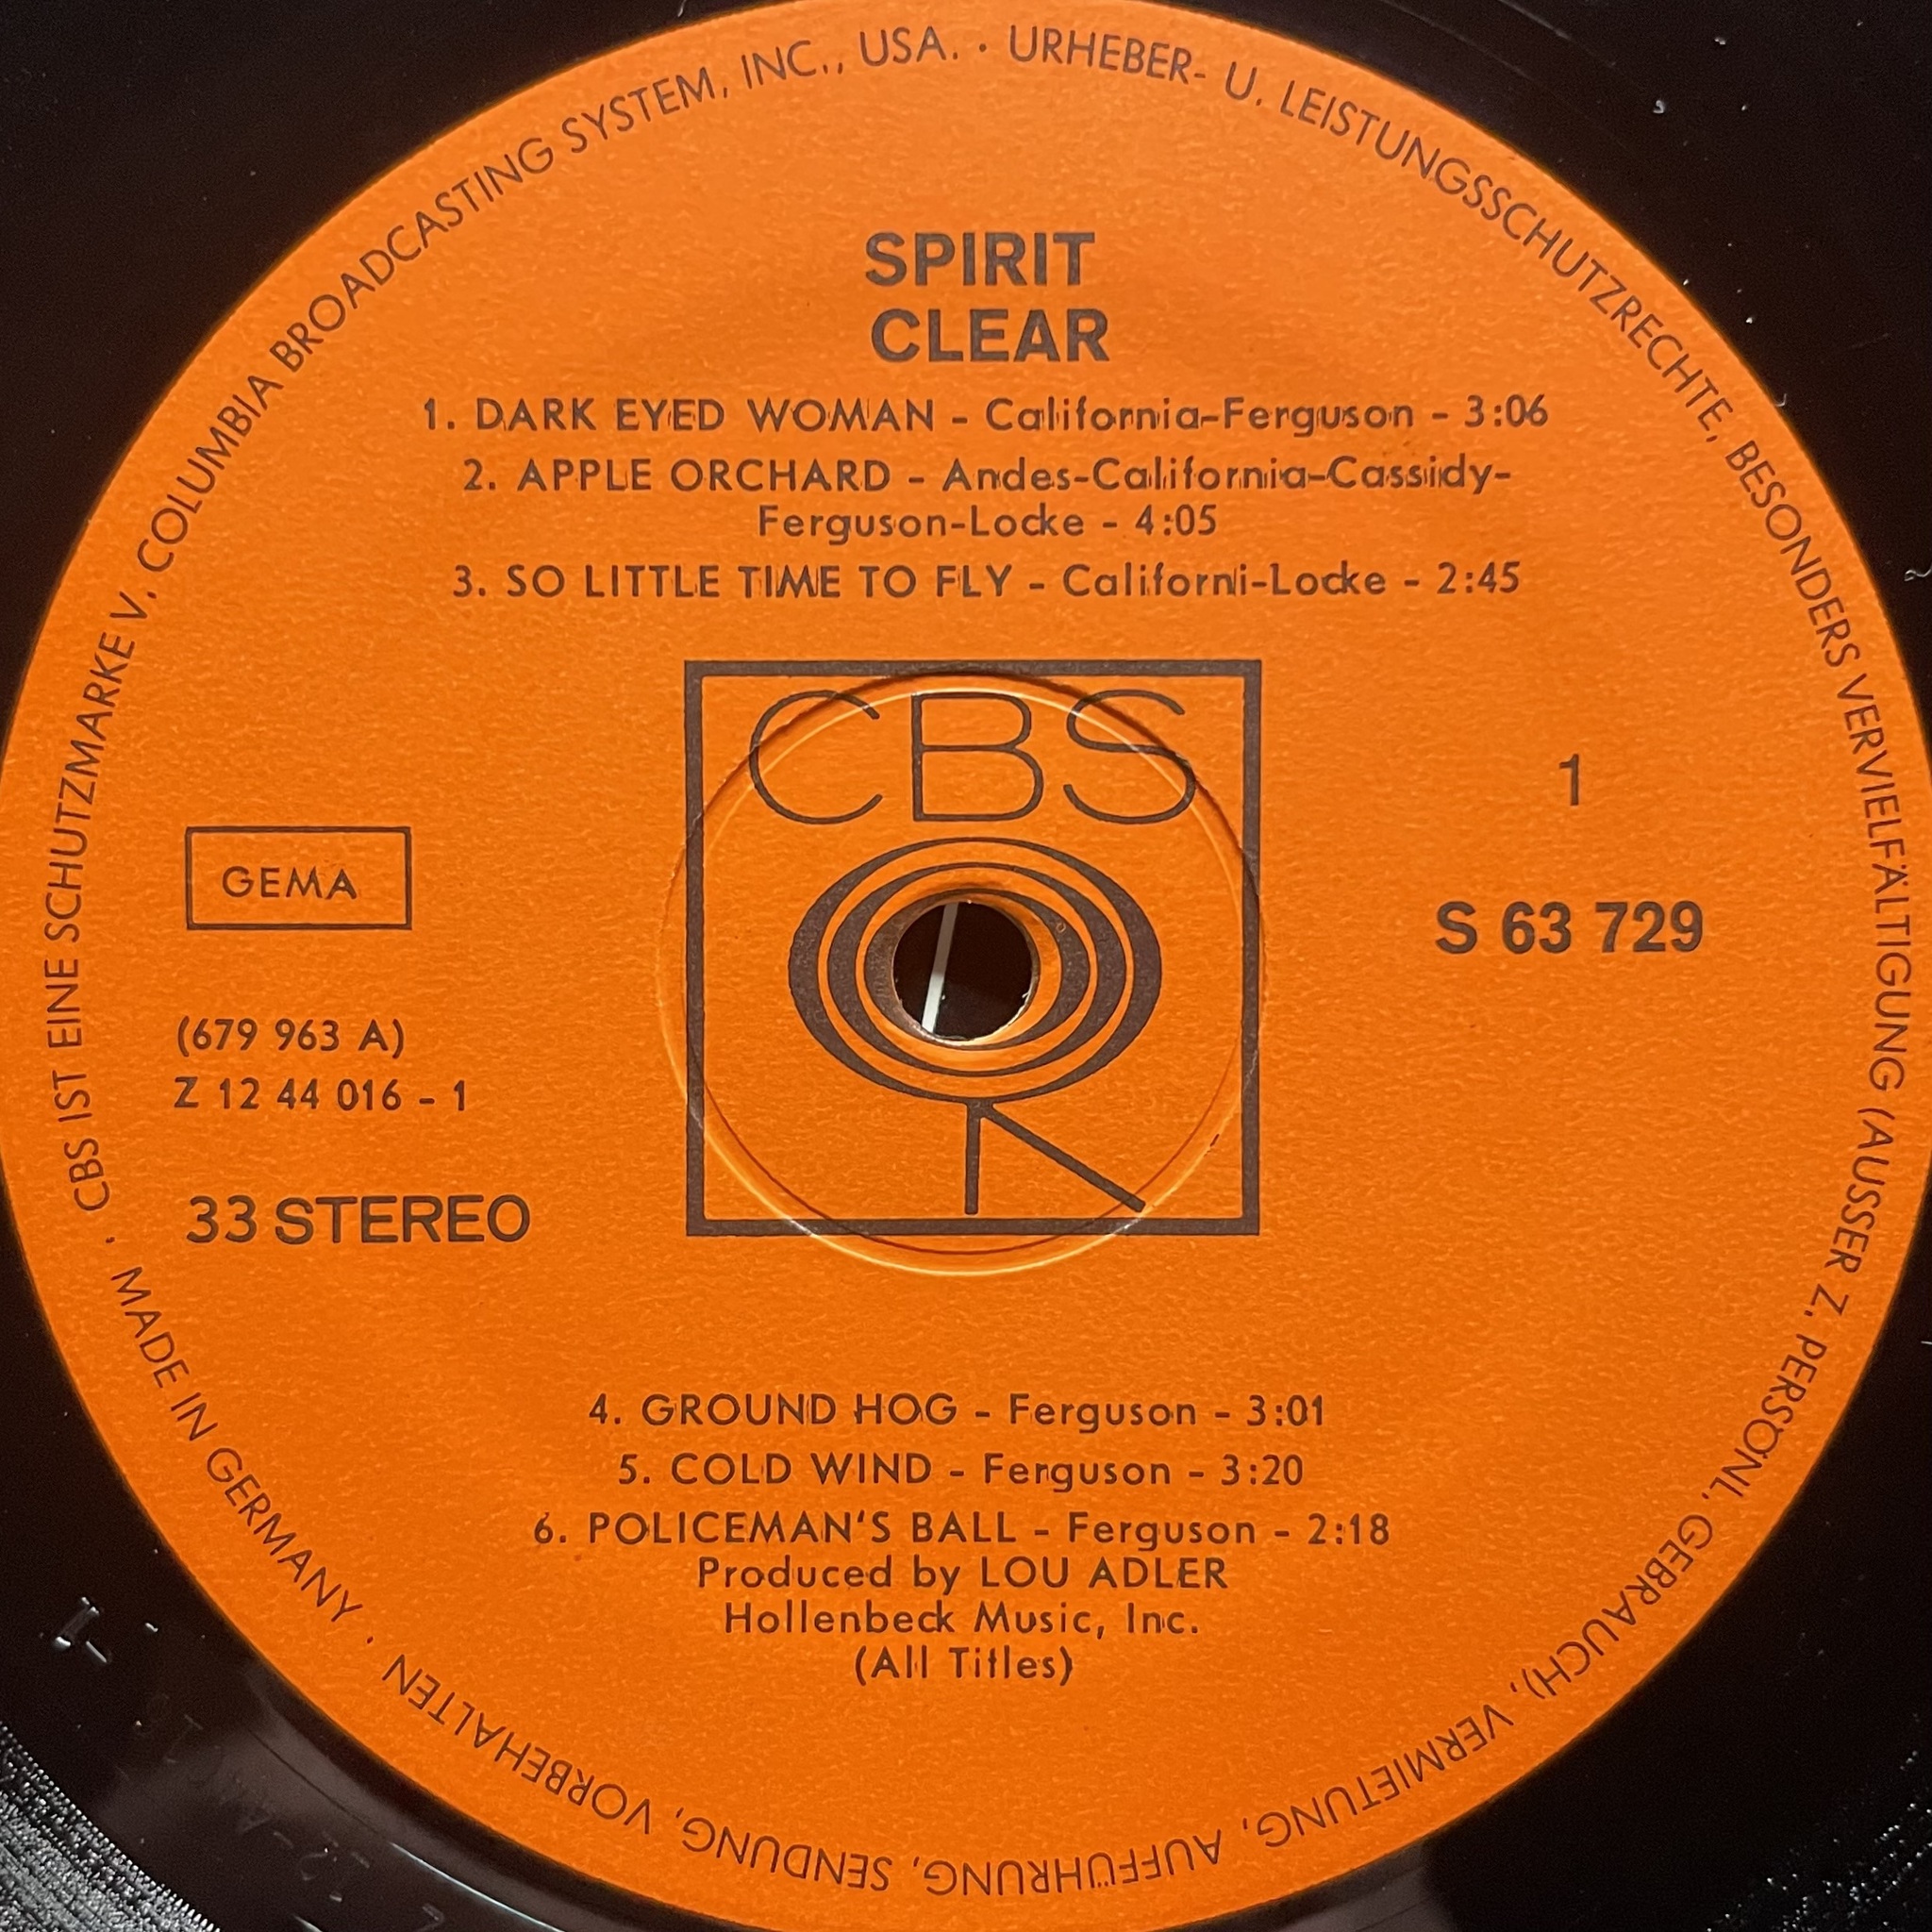 CBS IST EINE SCHUTZMARKE V. COLUMBIA BROADCASTING SYSTEM, INC., USA. · URHEBER- U. LEISTUNGSSCHUTZRECHTE, BESONDERS VERVIELFÄLTIGUNG (AUSSER Z. PERSÖNL. GEBRAUCH), VERMIETUNG, AUFFÜHRUNG, SENDUNG, VORBEHALTEN · MADE IN GERMANY ·
SPIRIT
CLEAR
1. DARK EYED WOMAN - California-Ferguson - 3:06
2. APPLE ORCHARD - Andes-California-Cassidy-
Ferguson-Locke - 4:05
3. SO LITTLE TIME TO FLY - Californi-Locke - 2:45
CBS
1
GEMA
S 63 729
(679 963 A)
Z 12 44 016 - 1
33 STEREO
4. GROUND HOG - Ferguson - 3:01
5. COLD WIND - Ferguson - 3:20
6. POLICEMAN'S BALL - Ferguson - 2:18
Produced by LOU ADLER
Hollenbeck Music, Inc.
(All Titles)